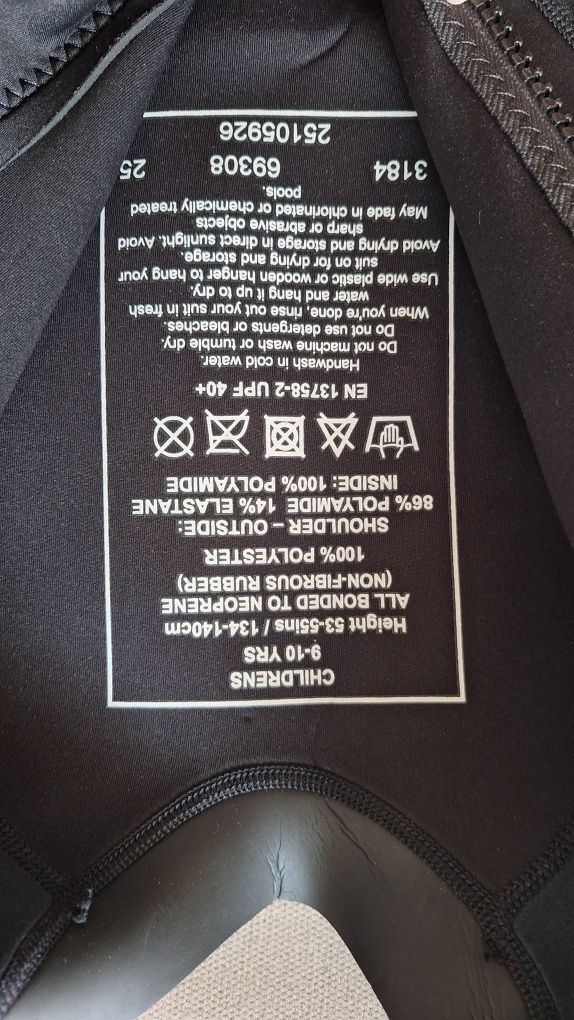 CHILDRENS
9-10 YRS
Height 53-55ins / 134-140cm
ALL BONDED TO NEOPRENE
(NON-FIBROUS RUBBER)
100% POLYESTER
SHOULDER – OUTSIDE:
86% POLYAMIDE 14% ELASTANE
INSIDE: 100% POLYAMIDE
EN 13758-2 UPF 40+
Handwash, in cold water.
Do not machine wash or tumble dry.
Do not use detergents or bleaches.
When you're done, rinse out your suit in fresh
water and hang it up to dry.
Use wide plastic or wooden hanger to hang your
suit on for drying and storage.
Avoid drying and storage in direct sunlight. Avoid
sharp or abrasive objects
May fade in chlorinated or chemically treated
pools.
3184 69308 25
25105926